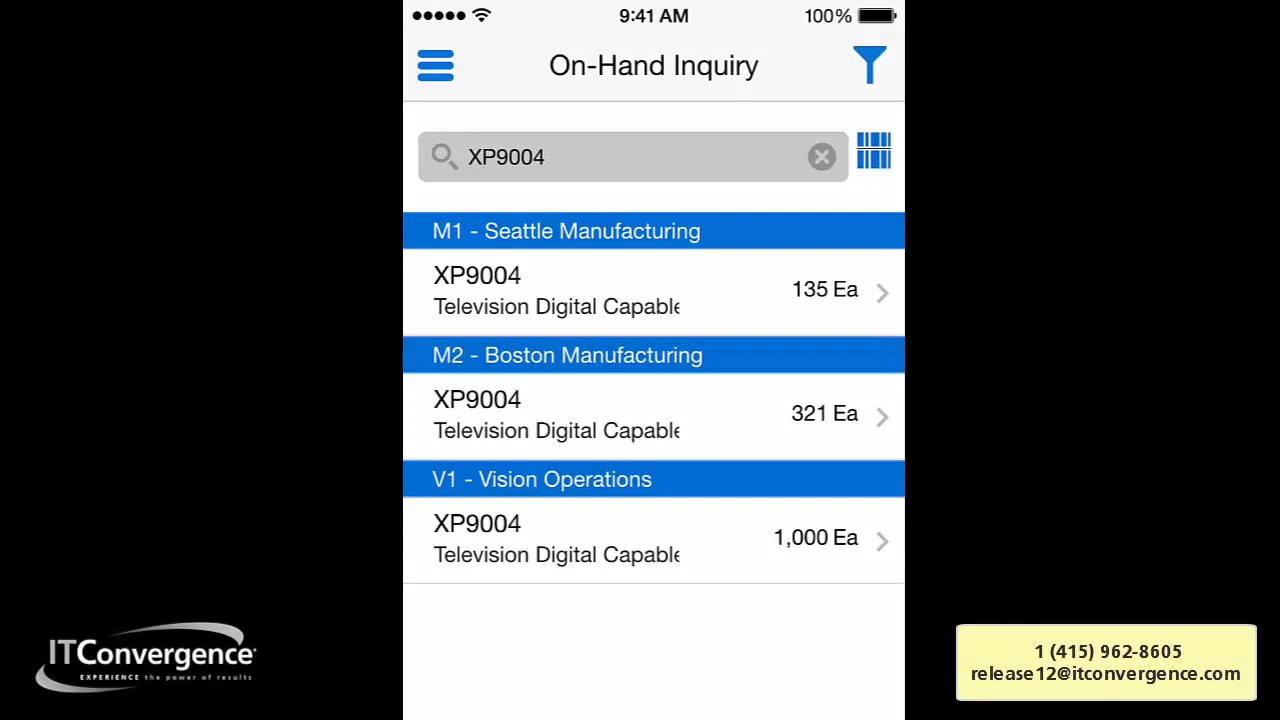 9:41 AM
100%
On-Hand Inquiry
XP9004
M1 - Seattle Manufacturing
XP9004
135 Ea
Television Digital Capable
M2 - Boston Manufacturing
XP9004
321 Ea
Television Digital Capable
V1 - Vision Operations
XP9004
1,000 Ea
Television Digital Capable
ITConvergence
EXPERIENCE the power of results
1 (415) 962-8605
release12@itconvergence.com